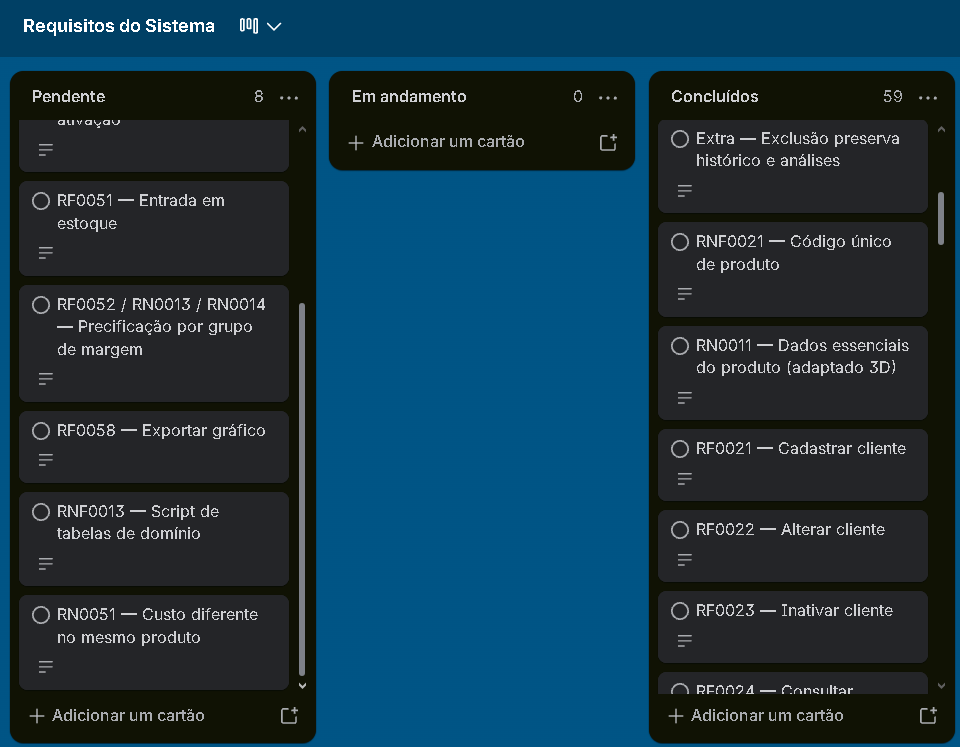 Requisitos do Sistema
Pendente 8
ativação
RF0051 — Entrada em
estoque
RF0052 / RN0013 / RN0014
— Precificação por grupo
de margem
RF0058 — Exportar gráfico
RNF0013 — Script de
tabelas de domínio
RN0051 — Custo diferente
no mesmo produto
Adicionar um cartão
Em andamento 0
Adicionar um cartão
Concluídos 59
Extra — Exclusão preserva
histórico e análises
RNF0021 — Código único
de produto
RN0011 — Dados essenciais
do produto (adaptado 3D)
RF0021 — Cadastrar cliente
RF0022 — Alterar cliente
RF0023 — Inativar cliente
RF0024 — Consultar
Adicionar um cartão